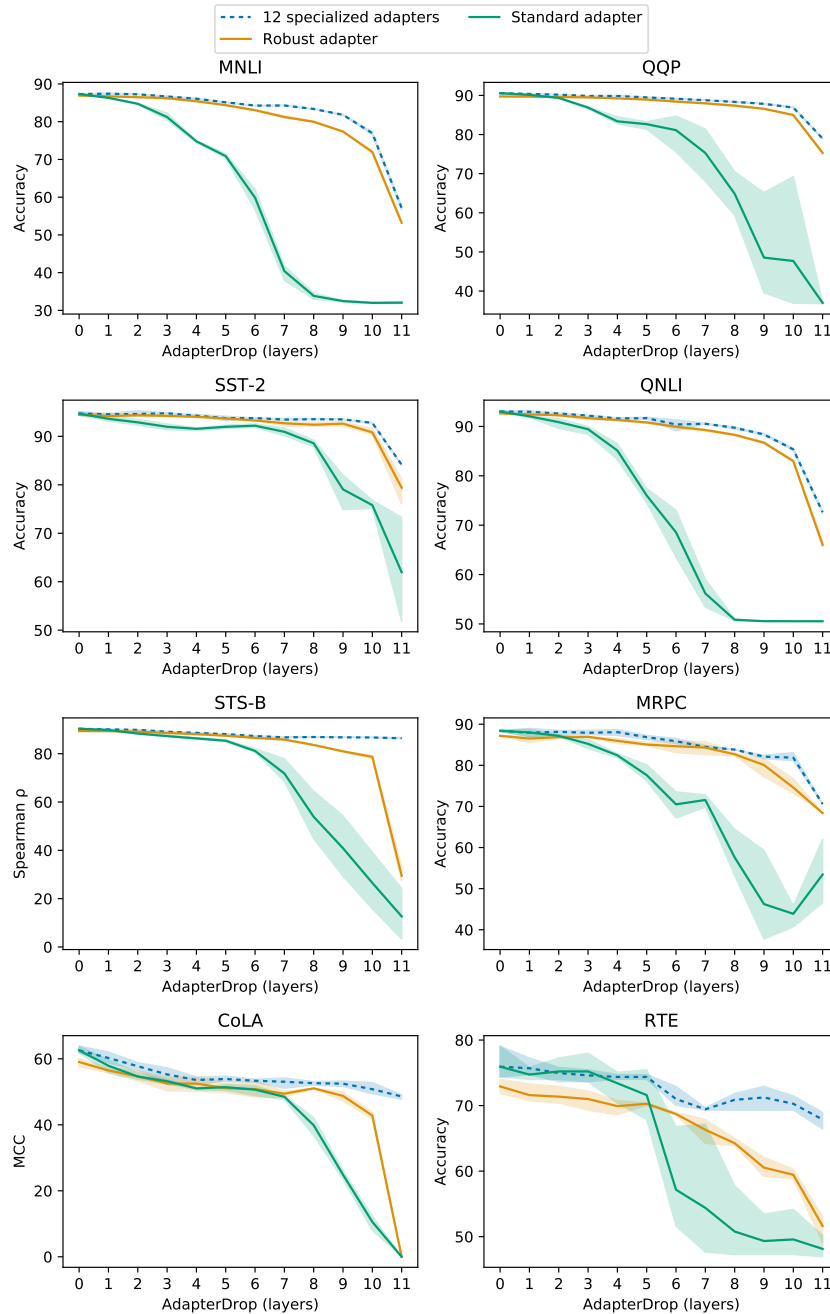 12 specialized adapters
Robust adapter
Standard adapter
MNLI
90
80
70
60
50
40
30
Accuracy
0 1 2 3 4 5 6 7 8 9 10 11
AdapterDrop (layers)
QQP
90
80
70
60
50
40
Accuracy
0 1 2 3 4 5 6 7 8 9 10 11
AdapterDrop (layers)
SST-2
90
80
70
60
50
Accuracy
0 1 2 3 4 5 6 7 8 9 10 11
AdapterDrop (layers)
QNLI
90
80
70
60
50
Accuracy
0 1 2 3 4 5 6 7 8 9 10 11
AdapterDrop (layers)
STS-B
80
60
40
20
0
Spearman ρ
0 1 2 3 4 5 6 7 8 9 10 11
AdapterDrop (layers)
MRPC
90
80
70
60
50
40
Accuracy
0 1 2 3 4 5 6 7 8 9 10 11
AdapterDrop (layers)
CoLA
60
40
20
0
MCC
0 1 2 3 4 5 6 7 8 9 10 11
AdapterDrop (layers)
RTE
80
70
60
50
Accuracy
0 1 2 3 4 5 6 7 8 9 10 11
AdapterDrop (layers)